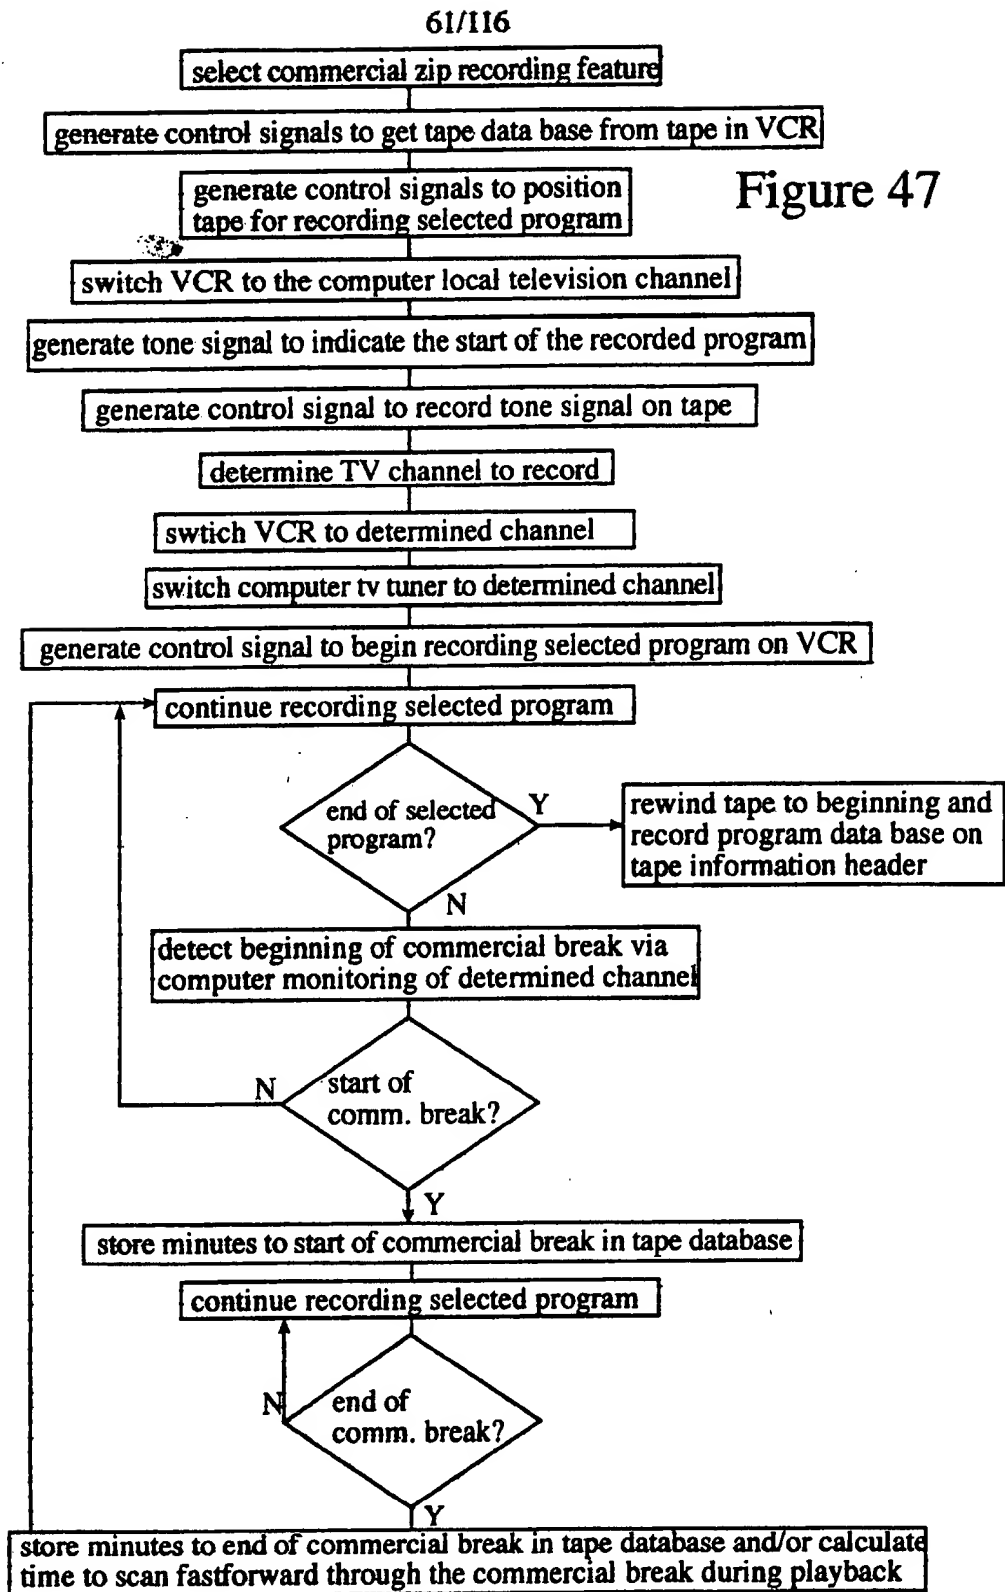 61/116
select commercial zip recording feature
generate control signals to get tape data base from tape in VCR
generate control signals to position
tape for recording selected program
Figure 47
switch VCR to the computer local television channel
generate tone signal to indicate the start of the recorded program
generate control signal to record tone signal on tape
determine TV channel to record
swtich VCR to determined channel
switch computer tv tuner to determined channel
generate control signal to begin recording selected program on VCR
continue recording selected program
end of selected
program?
Y
rewind tape to beginning and
record program data base on
tape information header
N
detect beginning of commercial break via
computer monitoring of determined channel
N
start of
comm. break?
Y
store minutes to start of commercial break in tape database
continue recording selected program
N
end of
comm. break?
Y
store minutes to end of commercial break in tape database and/or calculate
time to scan fastforward through the commercial break during playback